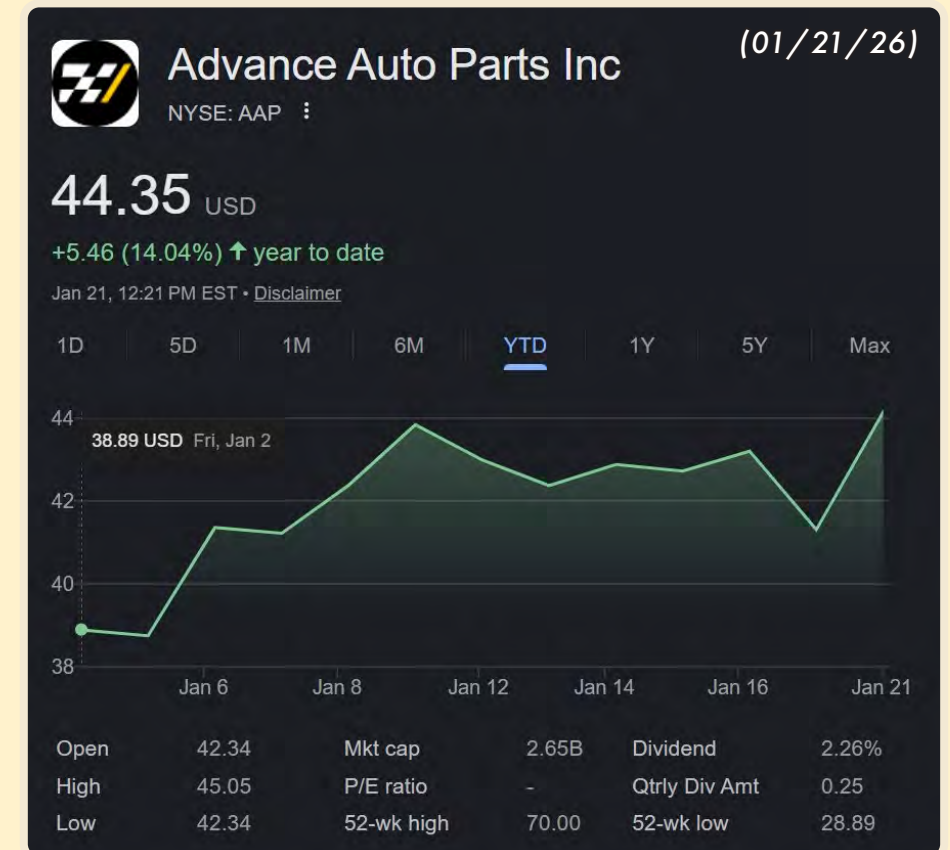 (01/21/26)
Advance Auto Parts Inc
NYSE: AAP
44.35 USD
+5.46 (14.04%) ↑ year to date
Jan 21, 12:21 PM EST • Disclaimer
1D 5D 1M 6M YTD 1Y 5Y Max
44
38.89 USD Fri, Jan 2
42
40
38
Jan 6 Jan 8 Jan 12 Jan 14 Jan 16 Jan 21
Open 42.34 Mkt cap 2.65B Dividend 2.26%
High 45.05 P/E ratio - Qtrly Div Amt 0.25
Low 42.34 52-wk high 70.00 52-wk low 28.89